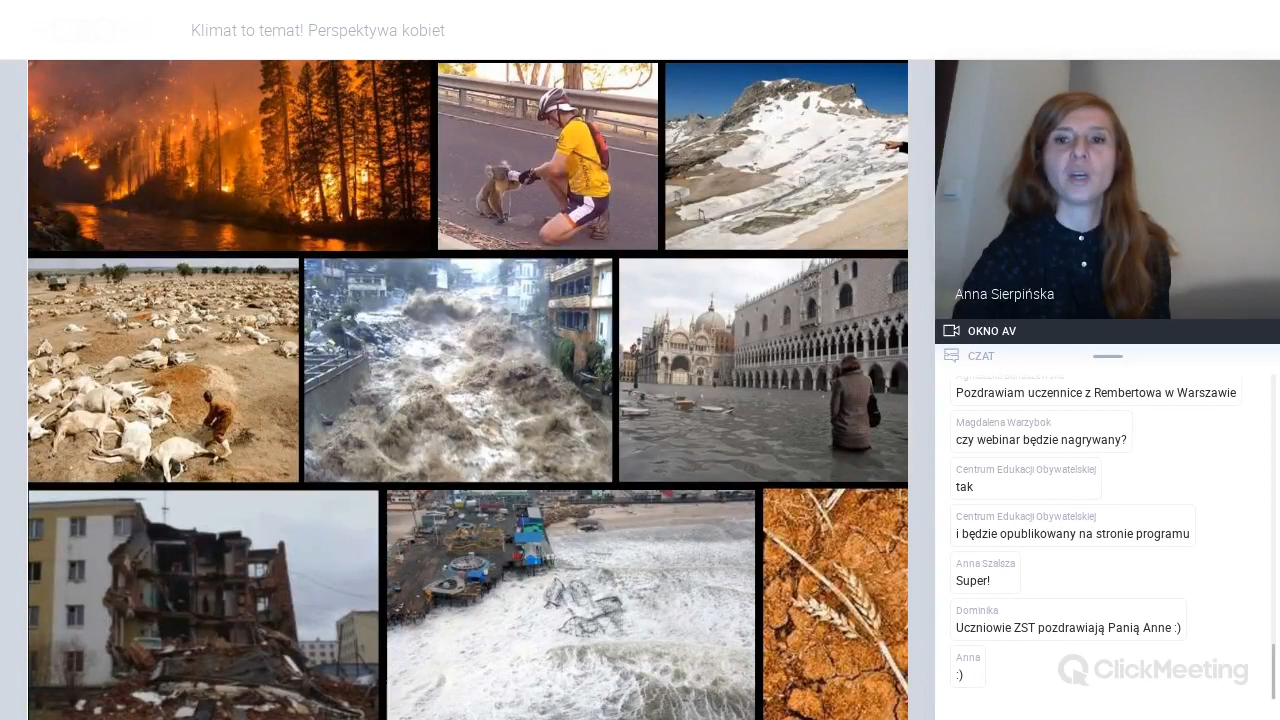 Klimat to temat! Perspektywa kobiet
Anna Sierpińska
OKNO AV
CZAT
Pozdrawiam uczennice z Rembertowa w Warszawie
Magdalena Warzybok
czy webinar będzie nagrywany?
Centrum Edukacji Obywatelskiej
tak
Centrum Edukacji Obywatelskiej
i będzie opublikowany na stronie programu
Anna Szalsza
Super!
Dominika
Uczniowie ZST pozdrawiają Panią Anne :)
Anna
:)
ClickMeeting